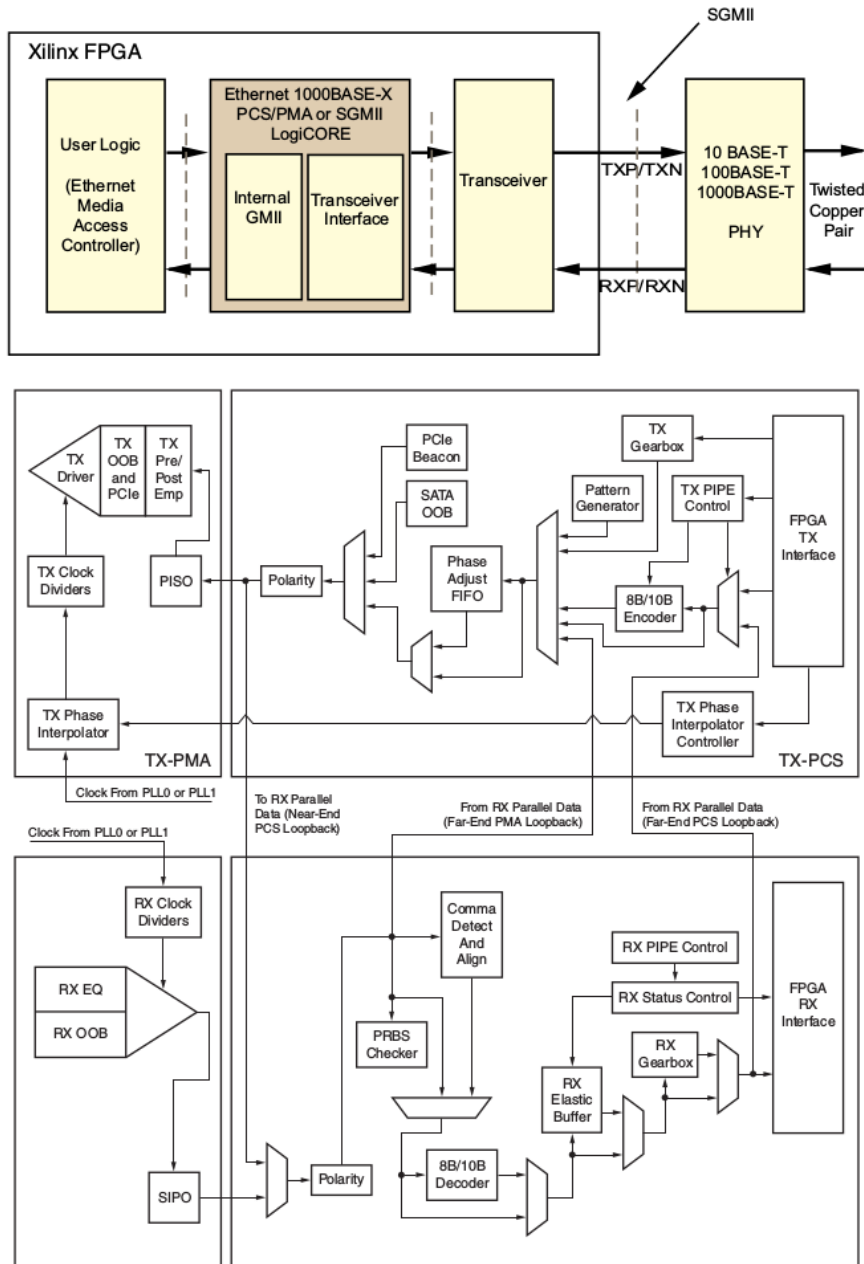 SGMII
Xilinx FPGA
User Logic
(Ethernet
Media
Access
Controller)
Ethernet 1000BASE-X
PCS/PMA or SGMII
LogiCORE
Internal
GMII
Transceiver
Interface
Transceiver
TXP/TXN
RXP/RXN
10 BASE-T
100BASE-T
1000BASE-T
PHY
Twisted
Copper
Pair
TX
Driver
TX
OOB
and
PCIe
TX
Pre/
Post
Emp
TX Clock
Dividers
PISO
TX Phase
Interpolator
TX-PMA
Clock From PLL0 or PLL1
PCIe
Beacon
SATA
OOB
Polarity
Phase
Adjust
FIFO
Pattern
Generator
TX
Gearbox
TX PIPE
Control
8B/10B
Encoder
FPGA
TX
Interface
TX Phase
Interpolator
Controller
TX-PCS
To RX Parallel
Data (Near-End
PCS Loopback)
From RX Parallel Data
(Far-End PMA Loopback)
From RX Parallel Data
(Far-End PCS Loopback)
Clock From PLL0 or PLL1
RX Clock
Dividers
RX EQ
RX OOB
SIPO
Polarity
Comma
Detect
And
Align
PRBS
Checker
8B/10B
Decoder
RX PIPE Control
RX Status Control
RX
Elastic
Buffer
RX
Gearbox
FPGA
RX
Interface